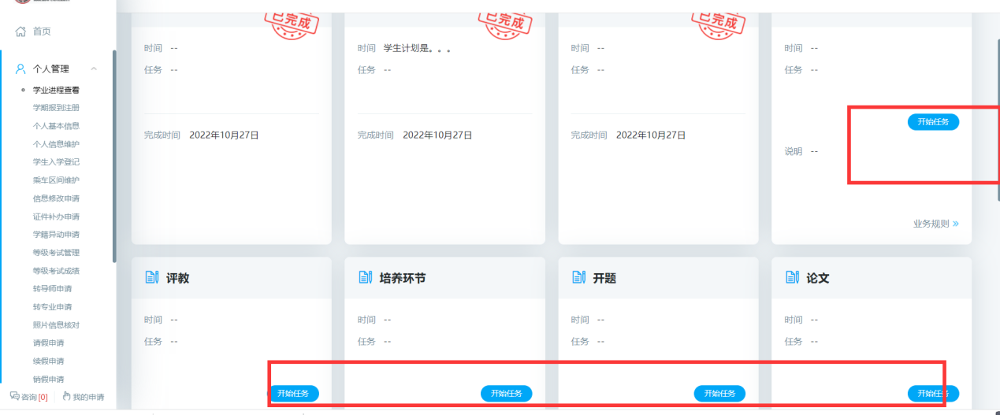 首页
个人管理
学业进程查看
学期报到注册
个人基本信息
个人信息维护
学生入学登记
乘车区间维护
信息修改申请
证件补办申请
学籍异动申请
等级考试管理
等级考试成绩
转导师申请
转专业申请
照片信息核对
请假申请
续假申请
销假申请
咨询[0]
我的申请
已完成
时间 --
任务 --
完成时间 2022年10月27日
已完成
时间 学生计划是。。。
任务 --
完成时间 2022年10月27日
已完成
时间 --
任务 --
完成时间 2022年10月27日
时间 --
任务 --
开始任务
说明 --
业务规则 »
评教
时间 --
任务 --
开始任务
培养环节
时间 --
任务 --
开始任务
开题
时间 --
任务 --
开始任务
论文
时间 --
任务 --
开始任务